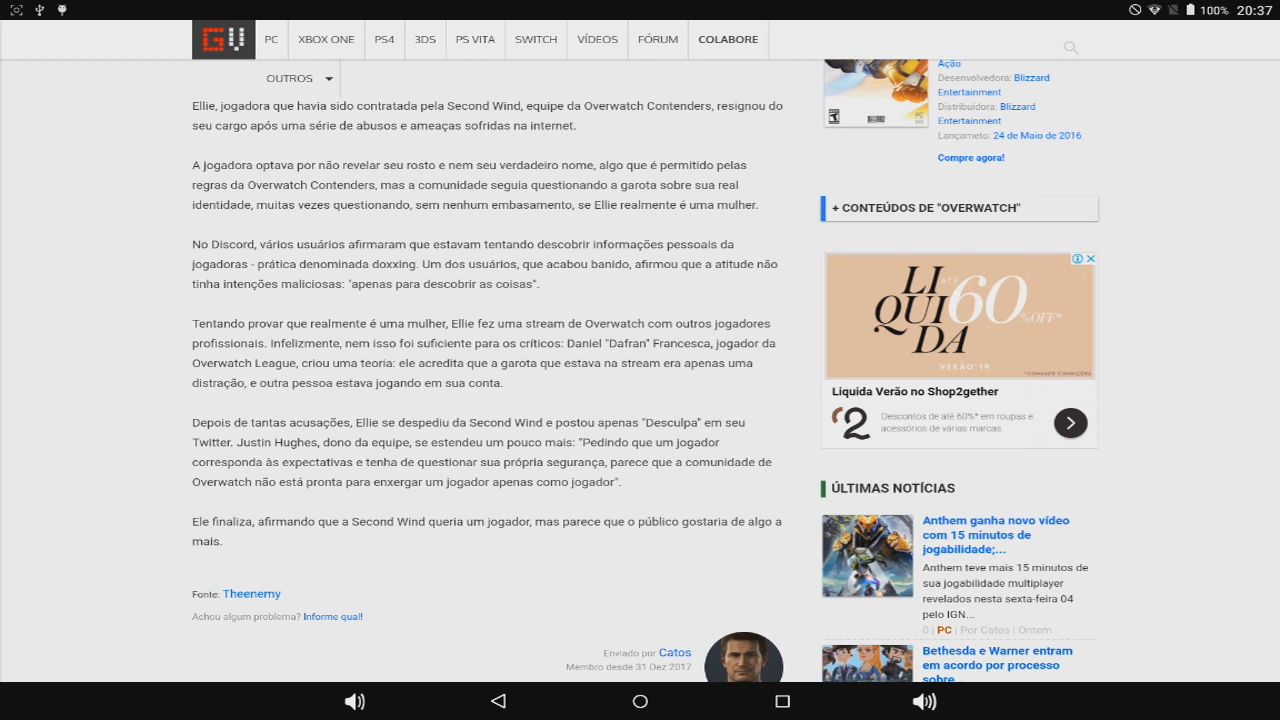 100% 20:37
GV PC XBOX ONE PS4 3DS PS VITA SWITCH VÍDEOS FÓRUM COLABORE
OUTROS
Ellie, jogadora que havia sido contratada pela Second Wind, equipe da Overwatch Contenders, resignou do
seu cargo após uma série de abusos e ameaças sofridas na internet.
A jogadora optava por não revelar seu rosto e nem seu verdadeiro nome, algo que é permitido pelas
regras da Overwatch Contenders, mas a comunidade seguia questionando a garota sobre sua real
identidade, muitas vezes questionando, sem nenhum embasamento, se Ellie realmente é uma mulher.
No Discord, vários usuários afirmaram que estavam tentando descobrir informações pessoais da
jogadoras - prática denominada doxxing. Um dos usuários, que acabou banido, afirmou que a atitude não
tinha intenções maliciosas: "apenas para descobrir as coisas".
Tentando provar que realmente é uma mulher, Ellie fez uma stream de Overwatch com outros jogadores
profissionais. Infelizmente, nem isso foi suficiente para os críticos: Daniel "Dafran" Francesca, jogador da
Overwatch League, criou uma teoria: ele acredita que a garota que estava na stream era apenas uma
distração, e outra pessoa estava jogando em sua conta.
Depois de tantas acusações, Ellie se despediu da Second Wind e postou apenas "Desculpa" em seu
Twitter. Justin Hughes, dono da equipe, se estendeu um pouco mais: "Pedindo que um jogador
corresponda às expectativas e tenha de questionar sua própria segurança, parece que a comunidade de
Overwatch não está pronta para enxergar um jogador apenas como jogador".
Ele finaliza, afirmando que a Second Wind queria um jogador, mas parece que o público gostaria de algo a
mais.
Fonte: Theenemy
Achou algum problema? Informe qual!
Enviado por Catos
Membro desde 31 Dez 2017
Ação
Desenvolvedora: Blizzard
Entertainment
Distribuidora: Blizzard
Entertainment
Lançameto: 24 de Maio de 2016
Compre agora!
+ CONTEÚDOS DE "OVERWATCH"
LI
QUI
DA
ATÉ
60
%OFF*
VERÃO'19
*CONSULTE CONDIÇÕES
Liquida Verão no Shop2gether
2
Descontos de até 60%* em roupas e
acessórios de várias marcas
ÚLTIMAS NOTÍCIAS
Anthem ganha novo vídeo
com 15 minutos de
jogabilidade;...
Anthem teve mais 15 minutos de
sua jogabilidade multiplayer
revelados nesta sexta-feira 04
pelo IGN...
0 | PC | Por Catos | Ontem
Bethesda e Warner entram
em acordo por processo
sobre